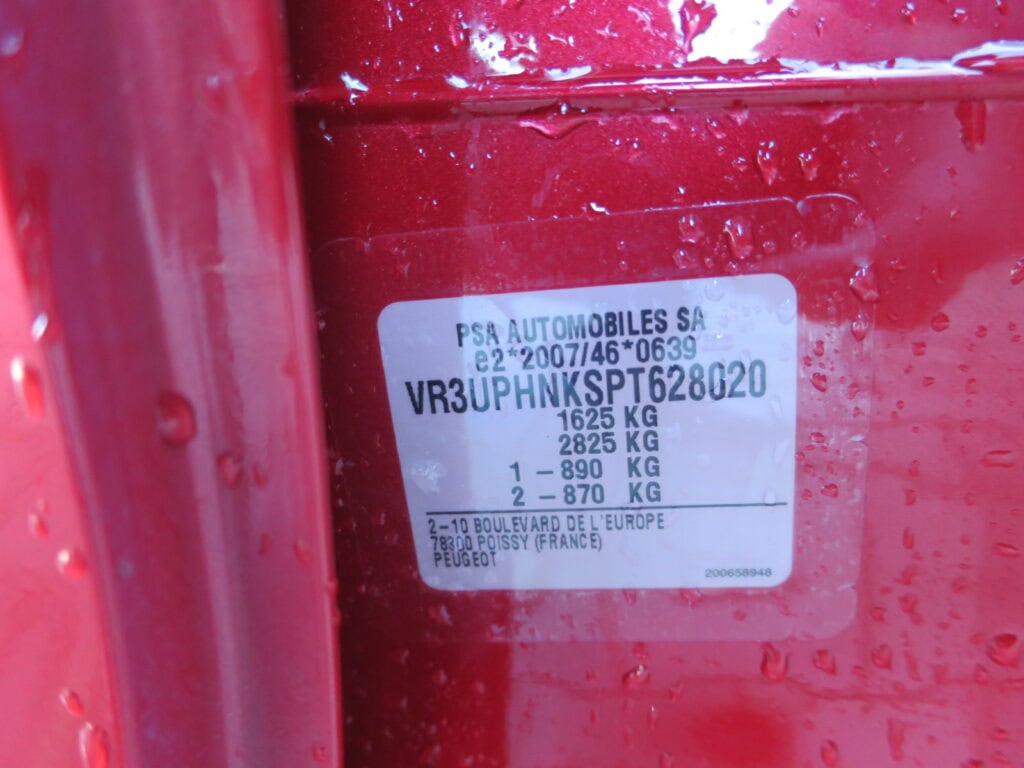 PSA AUTOMOBILES SA
e2*2007/46*0639
VR3UPHNKSPT628020
1625 KG
2825 KG
1 - 890 KG
2 - 870 KG
2-10 BOULEVARD DE L'EUROPE
78300 POISSY (FRANCE)
PEUGEOT
200658948